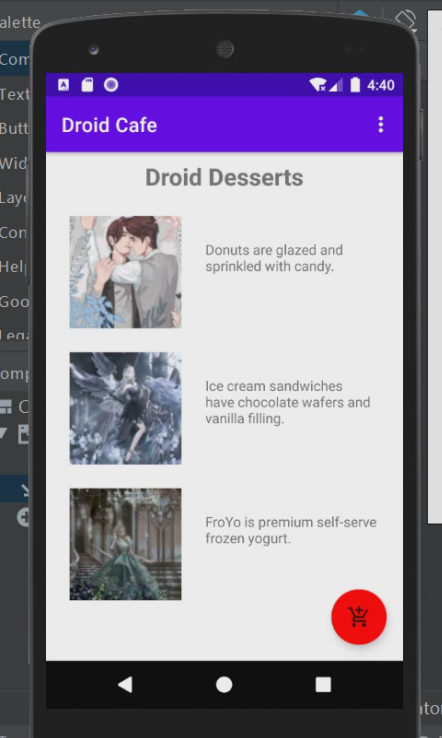 alette
Com
Text
Butt
Wid
Laye
Con
Help
Goo
Lega
omp
C
4:40
Droid Cafe
Droid Desserts
Donuts are glazed and
sprinkled with candy.
Ice cream sandwiches
have chocolate wafers and
vanilla filling.
FroYo is premium self-serve
frozen yogurt.
A